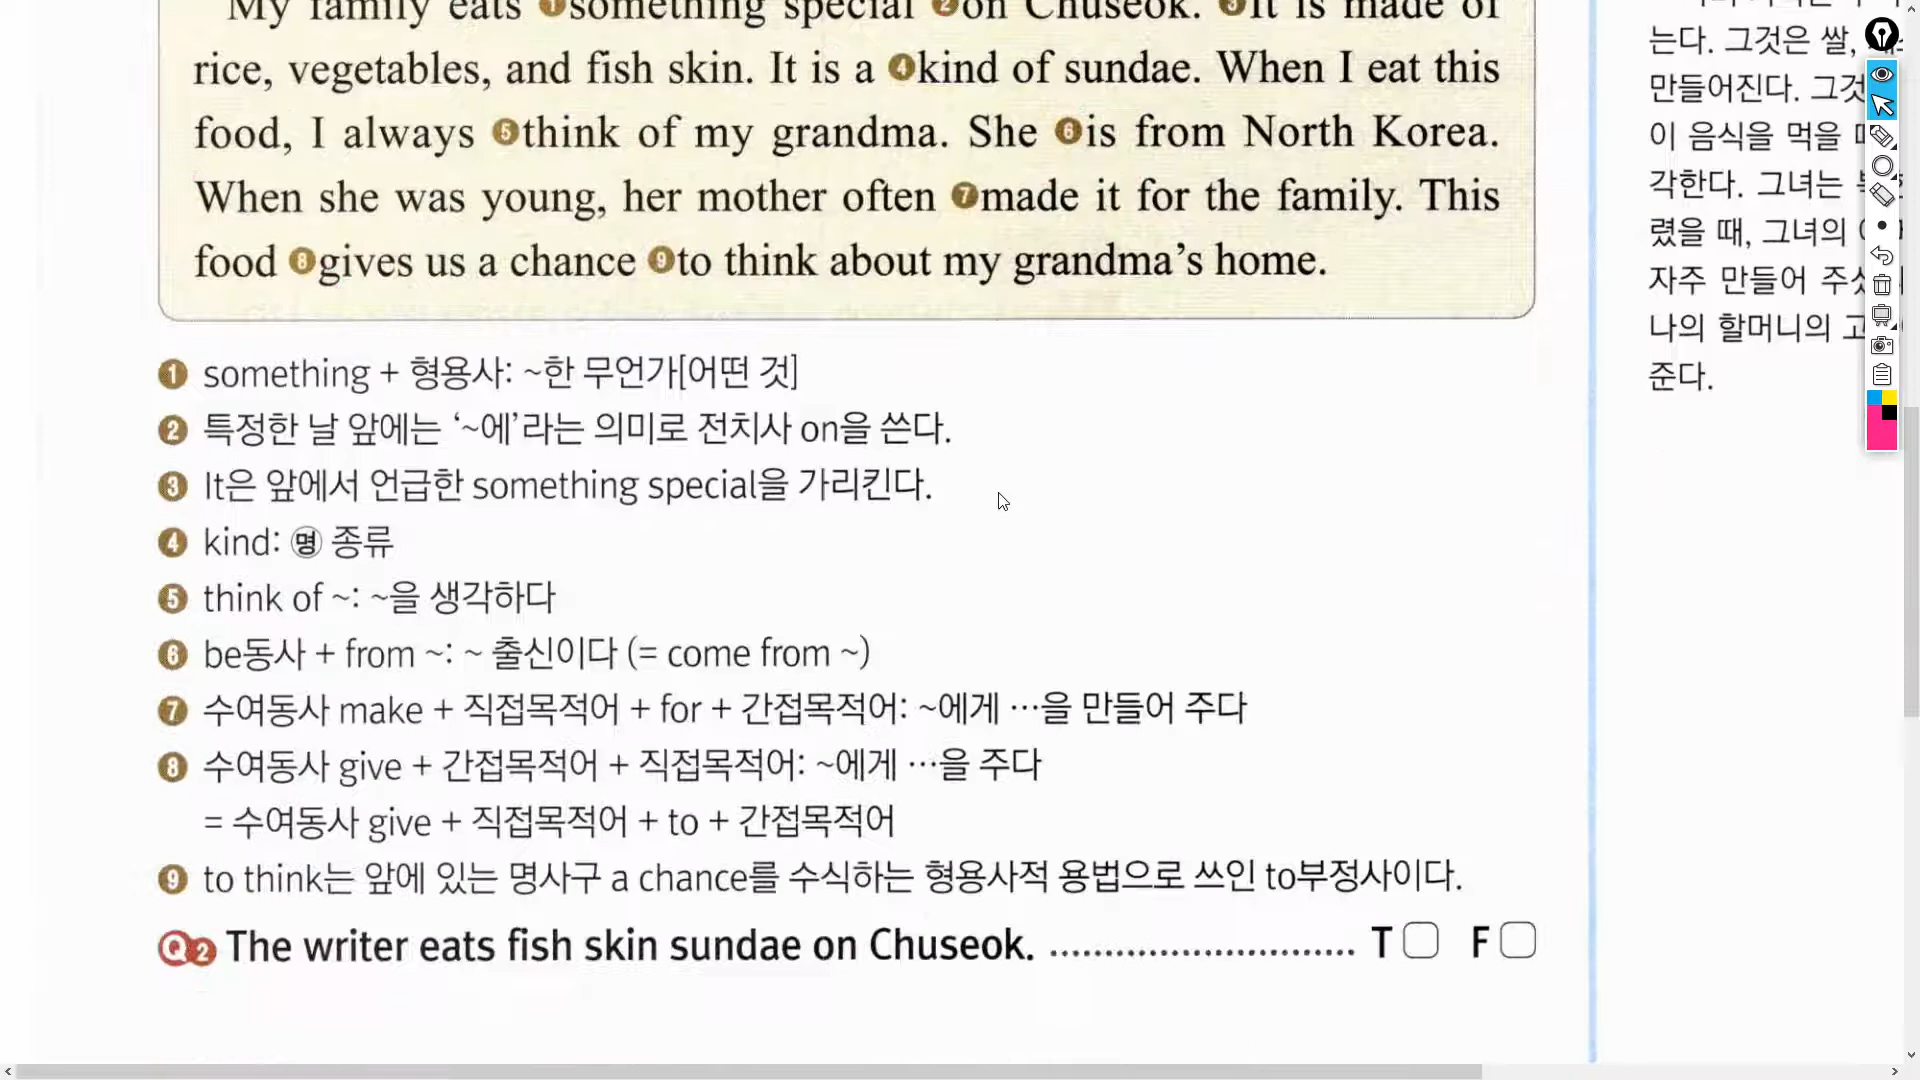 My family eats ❶something special ❷on Chuseok. ❸It is made of
rice, vegetables, and fish skin. It is a ❹kind of sundae. When I eat this
food, I always ❺think of my grandma. She ❻is from North Korea.
When she was young, her mother often ❼made it for the family. This
food ❽gives us a chance ❾to think about my grandma's home.
❶ something + 형용사: ~한 무언가[어떤 것]
❷ 특정한 날 앞에는 ‘~에’라는 의미로 전치사 on을 쓴다.
❸ It은 앞에서 언급한 something special을 가리킨다.
❹ kind: ㊔ 종류
❺ think of ~: ~을 생각하다
❻ be동사 + from ~: ~ 출신이다 (= come from ~)
❼ 수여동사 make + 직접목적어 + for + 간접목적어: ~에게 …을 만들어 주다
❽ 수여동사 give + 간접목적어 + 직접목적어: ~에게 …을 주다
= 수여동사 give + 직접목적어 + to + 간접목적어
❾ to think는 앞에 있는 명사구 a chance를 수식하는 형용사적 용법으로 쓰인 to부정사이다.
Q2 The writer eats fish skin sundae on Chuseok. ............................ T F
는다. 그것은 쌀,
만들어진다. 그것
이 음식을 먹을
각한다. 그녀는
렸을 때, 그녀의
자주 만들어 주셨
나의 할머니의 고
준다.